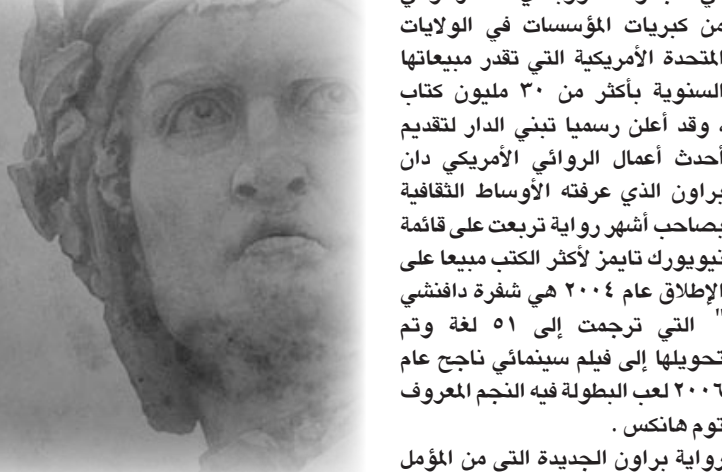 من كبريات المؤسسات في الولايات
المتحدة الأمريكية التي تقدر مبيعاتها
السنوية بأكثر من ٣٠ مليون كتاب
، وقد أعلن رسميا تبني الدار لتقديم
أحدث أعمال الروائي الأمريكي دان
براون الذي عرفته الأوساط الثقافية
بصاحب أشهر رواية تربعت على قائمة
نيويورك تايمز لأكثر الكتب مبيعا على
الإطلاق عام ٢٠٠٤ هي شفرة دافنشي
" التي ترجمت إلى ٥١ لغة وتم
تحويلها إلى فيلم سينمائي ناجح عام
٢٠٠٦ لعب البطولة فيه النجم المعروف
توم هانكس .
رواية براون الجديدة التي من المؤمل